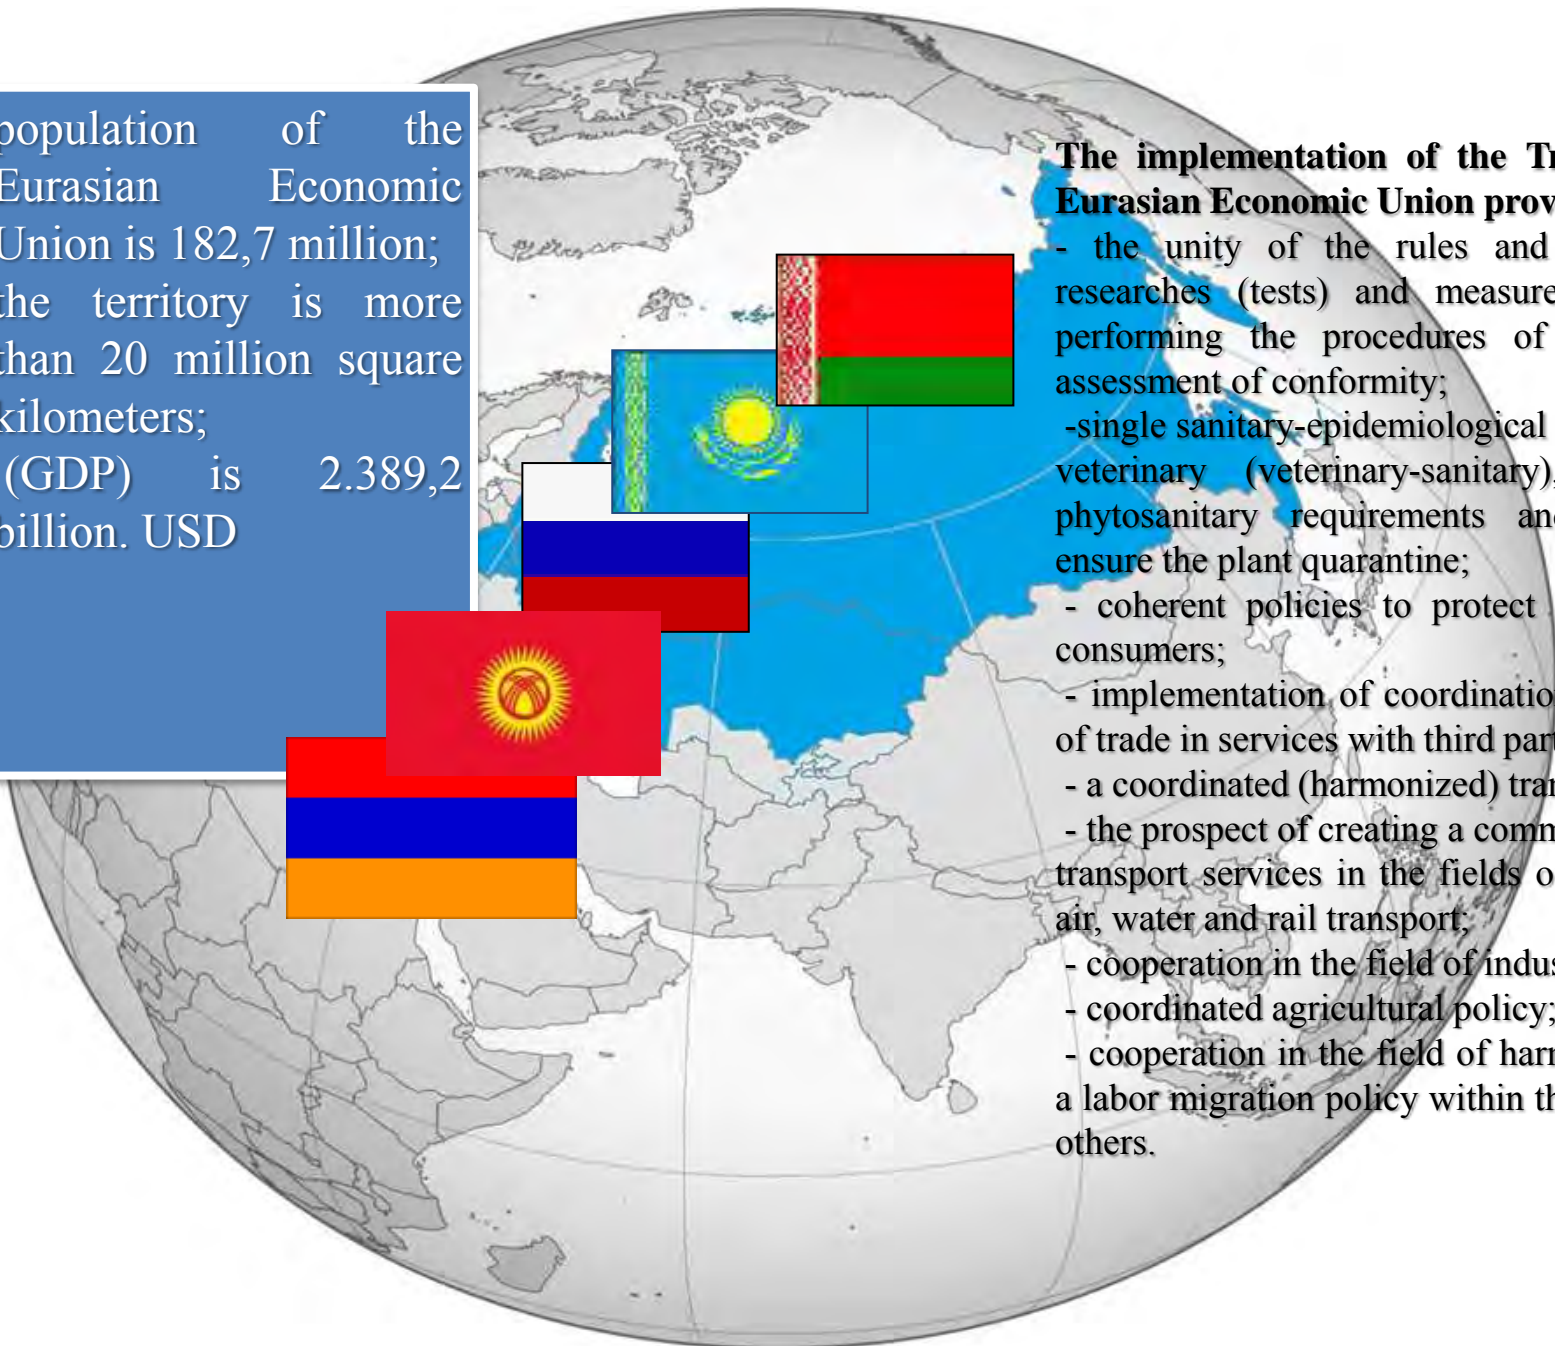 population of the
Eurasian Economic
Union is 182,7 million;
the territory is more
than 20 million square
kilometers;
(GDP) is 2.389,2
billion. USD
The implementation of the
Eurasian Economic Union
- the unity of the rules and
researches (tests) and
performing the procedures of
assessment of conformity;
-single sanitary-epidemiological
veterinary (veterinary-sanitary),
phytosanitary requirements
ensure the plant quarantine;
- coherent policies to protect
consumers;
- implementation of
of trade in services with third
- a coordinated (harmonized)
- the prospect of creating a
transport services in the fields
air, water and rail transport;
- cooperation in the field of
- coordinated agricultural policy;
- cooperation in the field of
a labor migration policy within
others.